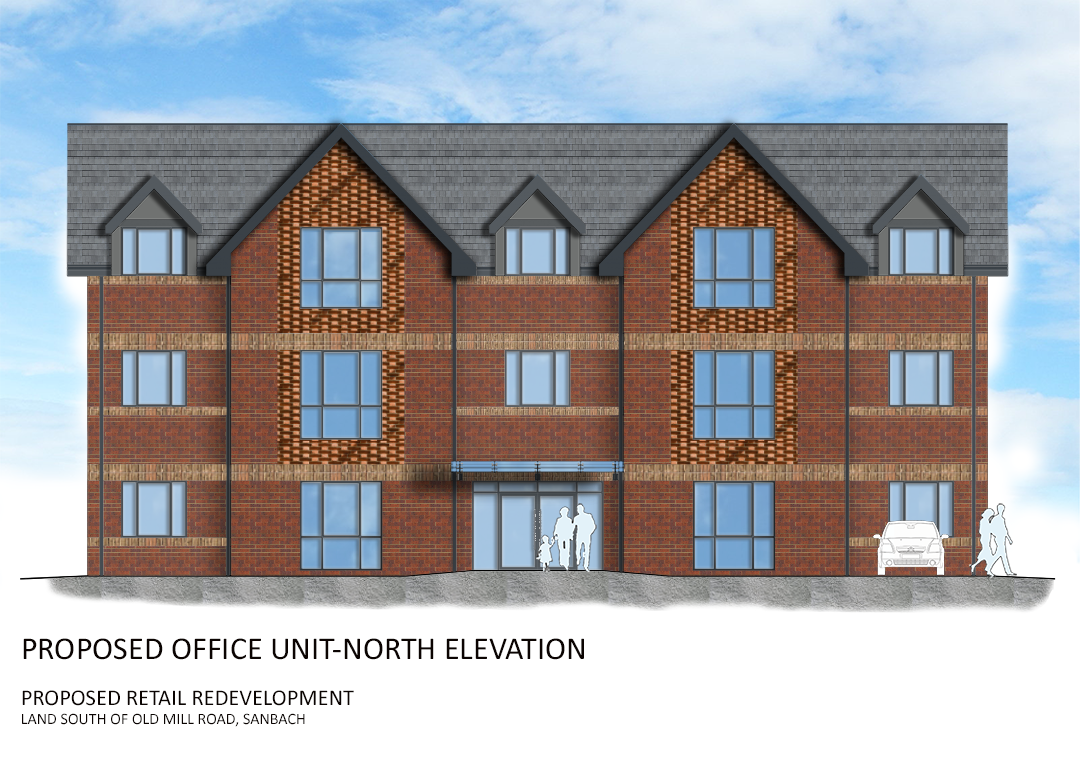 PROPOSED OFFICE UNIT-NORTH ELEVATION
PROPOSED RETAIL REDEVELOPMENT
LAND SOUTH OF OLD MILL ROAD, SANBACH